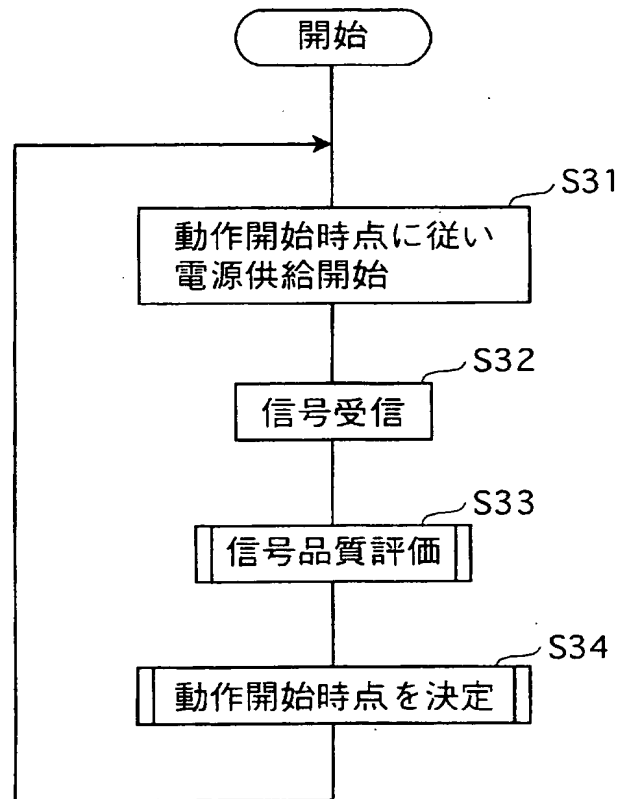 開始
S31
動作開始時点に従い
電源供給開始
S32
信号受信
S33
信号品質評価
S34
動作開始時点を決定